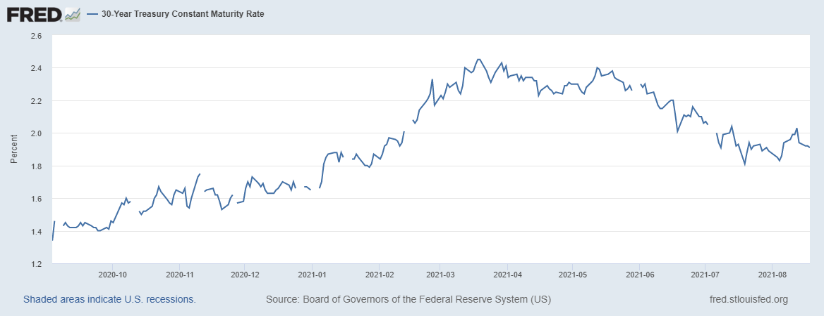 FRED 30-Year Treasury Constant Maturity Rate
2.6
2.4
2.2
2.0
1.8
1.6
1.4
1.2
Percent
2020-10 2020-11 2020-12 2021-01 2021-02 2021-03 2021-04 2021-05 2021-06 2021-07 2021-08
Shaded areas indicate U.S. recessions. Source: Board of Governors of the Federal Reserve System (US) fred.stlouisfed.org